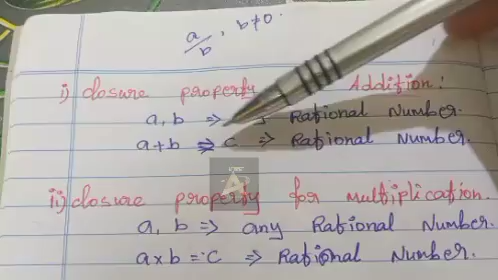 a/b, b≠0.
i) closure property Addition:
a, b ⇒ Rational Number.
a+b ⇒ C ⇒ Rational Number.
ii) closure property for multiplication.
a, b ⇒ any Rational Number.
a×b = C ⇒ Rational Number.